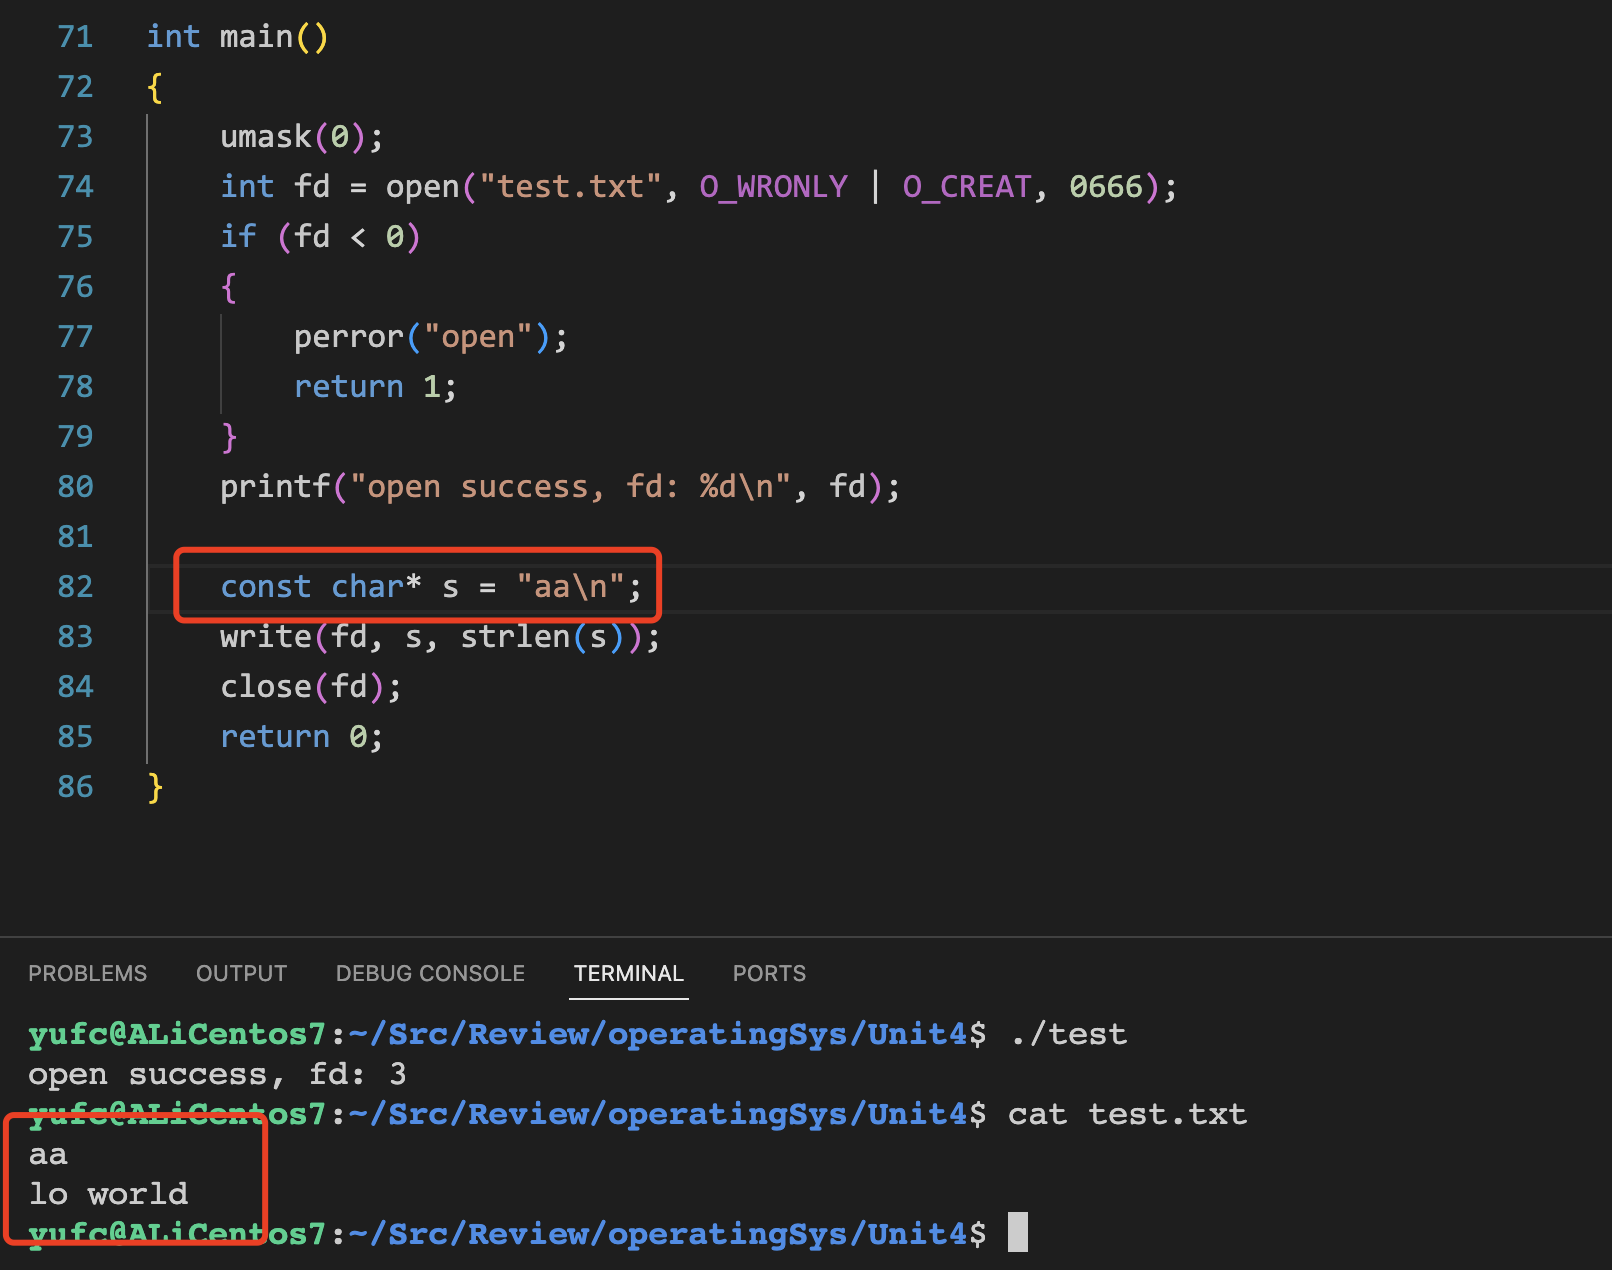 71 int main()
72 {
73 umask(0);
74 int fd = open("test.txt", O_WRONLY | O_CREAT, 0666);
75 if (fd < 0)
76 {
77 perror("open");
78 return 1;
79 }
80 printf("open success, fd: %d\n", fd);
81
82 const char* s = "aa\n";
83 write(fd, s, strlen(s));
84 close(fd);
85 return 0;
86 }
PROBLEMS OUTPUT DEBUG CONSOLE TERMINAL PORTS
yufc@ALiCentos7:~/Src/Review/operatingSys/Unit4$ ./test
open success, fd: 3
yufc@ALiCentos7:~/Src/Review/operatingSys/Unit4$ cat test.txt
aa
lo world
yufc@ALiCentos7:~/Src/Review/operatingSys/Unit4$